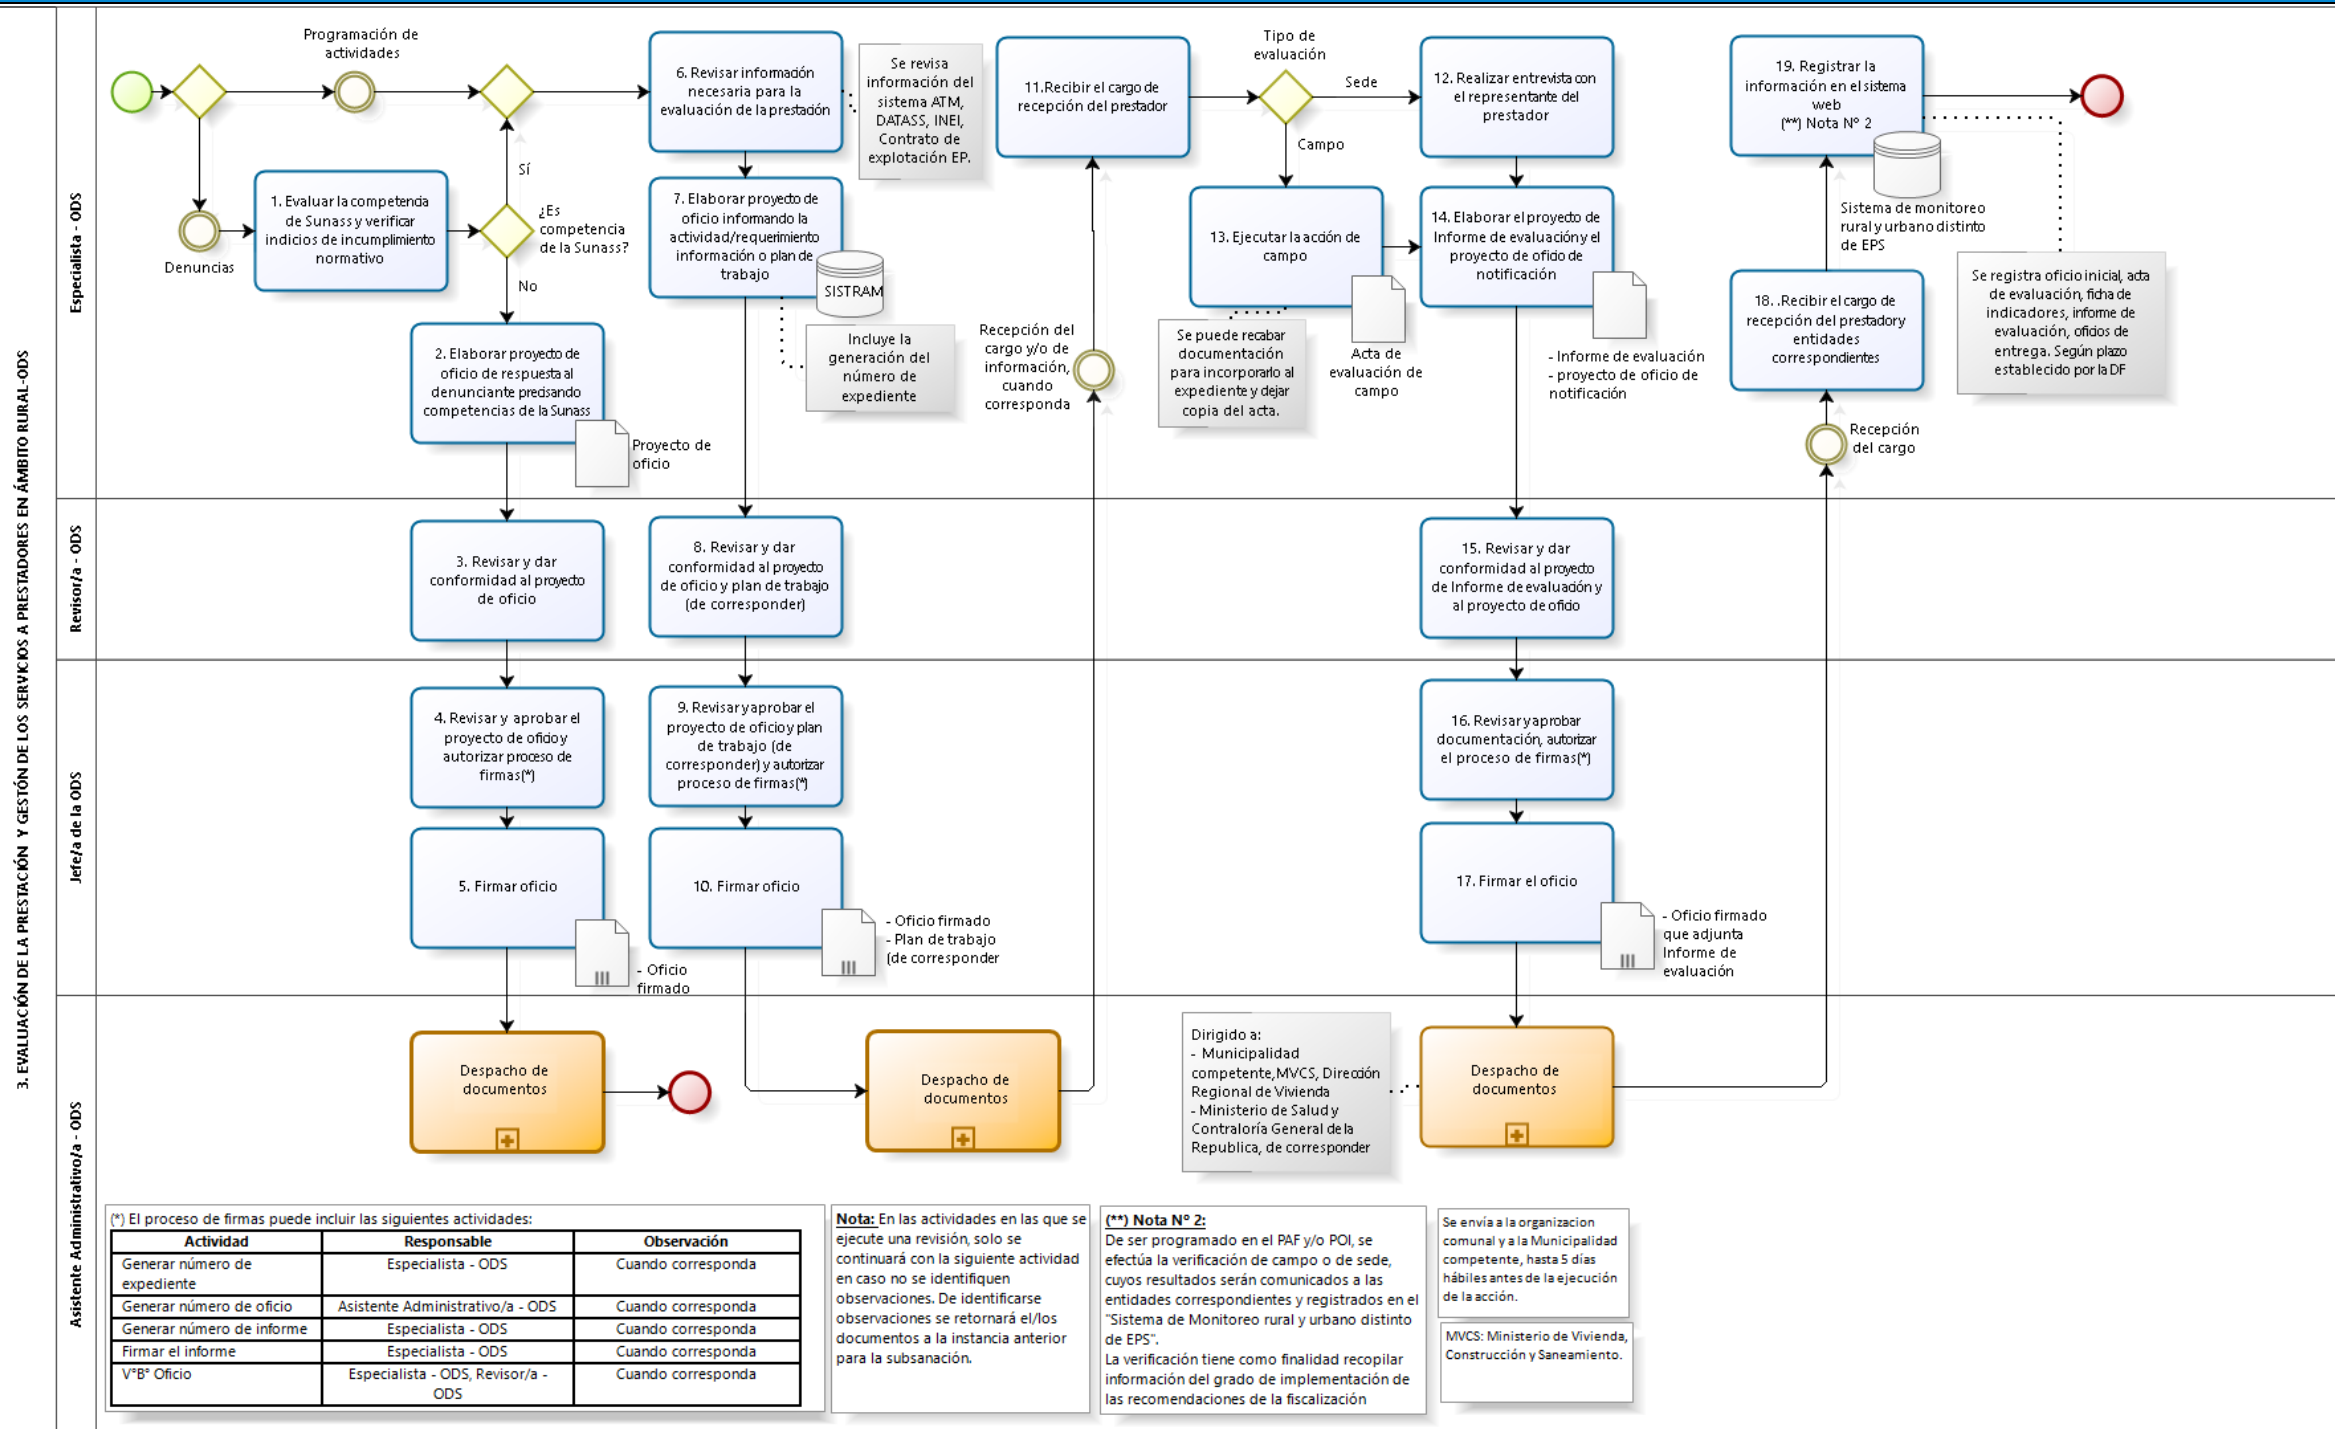 3. EVALUACIÓN DE LA PRESTACIÓN Y GESTÓN DE LOS SERVICIOS A PRESTADORES EN ÁMBITO RURAL-ODS
Especialista - ODS
Programación de
actividades
Denuncias
1. Evaluar la competencia
de Sunass y verificar
indicios de incumplimiento
normativo
Sí
¿Es
competencia
de la Sunass?
No
2. Elaborar proyecto de
oficio de respuesta al
denunciante precisando
competencias de la Sunass
Proyecto de
oficio
6. Revisar información
necesaria para la
evaluación de la prestación
Se revisa
información del
sistema ATM,
DATASS, INEI,
Contrato de
explotación EP.
7. Elaborar proyecto de
oficio informando la
actividad/requerimiento
información o plan de
trabajo
SISTRAM
Incluye la
generación del
número de
expediente
11.Recibir el cargo de
recepción del prestador
Recepción del
cargo y/o de
información,
cuando
corresponda
Tipo de
evaluación
Sede
Campo
12. Realizar entrevista con
el representante del
prestador
13. Ejecutar la acción de
campo
Se puede recabar
documentación
para incorporarlo al
expediente y dejar
copia del acta.
Acta de
evaluación de
campo
14. Elaborar el proyecto de
Informe de evaluación y el
proyecto de oficio de
notificación
- Informe de evaluación
- proyecto de oficio de
notificación
19. Registrar la
información en el sistema
web
(**) Nota Nº 2
Sistema de monitoreo
rural y urbano distinto
de EPS
Se registra oficio inicial, acta
de evaluación, ficha de
indicadores, informe de
evaluación, oficios de
entrega. Según plazo
establecido por la DF
18. .Recibir el cargo de
recepción del prestador y
entidades
correspondientes
Recepción
del cargo
Revisor/a - ODS
3. Revisar y dar
conformidad al proyecto
de oficio
8. Revisar y dar
conformidad al proyecto
de oficio y plan de trabajo
(de corresponder)
15. Revisar y dar
conformidad al proyecto
de Informe de evaluación y
al proyecto de oficio
Jefe/a de la ODS
4. Revisar y aprobar el
proyecto de oficio y
autorizar proceso de
firmas(*)
9. Revisar y aprobar el
proyecto de oficio y plan
de trabajo (de
corresponder) y autorizar
proceso de firmas(*)
16. Revisar y aprobar
documentación, autorizar
el proceso de firmas(*)
5. Firmar oficio
- Oficio
firmado
10. Firmar oficio
- Oficio firmado
- Plan de trabajo
(de corresponder
17. Firmar el oficio
- Oficio firmado
que adjunta
Informe de
evaluación
Asistente Administrativo/a - ODS
Despacho de
documentos
Despacho de
documentos
Dirigido a:
- Municipalidad
competente,MVCS, Dirección
Regional de Vivienda
- Ministerio de Salud y
Contraloría General de la
Republica, de corresponder
Despacho de
documentos
(*) El proceso de firmas puede incluir las siguientes actividades:
Actividad Responsable Observación
Generar número de
expediente Especialista - ODS Cuando corresponda
Generar número de oficio Asistente Administrativo/a - ODS Cuando corresponda
Generar número de informe Especialista - ODS Cuando corresponda
Firmar el informe Especialista - ODS Cuando corresponda
V°B° Oficio Especialista - ODS, Revisor/a - Cuando corresponda
ODS
Nota: En las actividades en las que se
ejecute una revisión, solo se
continuará con la siguiente actividad
en caso no se identifiquen
observaciones. De identificarse
observaciones se retornará el/los
documentos a la instancia anterior
para la subsanación.
(**) Nota Nº 2:
De ser programado en el PAF y/o POI, se
efectúa la verificación de campo o de sede,
cuyos resultados serán comunicados a las
entidades correspondientes y registrados en el
"Sistema de Monitoreo rural y urbano distinto
de EPS".
La verificación tiene como finalidad recopilar
información del grado de implementación de
las recomendaciones de la fiscalización
Se envía a la organizacion
comunal y a la Municipalidad
competente, hasta 5 días
hábiles antes de la ejecución
de la acción.
MVCS: Ministerio de Vivienda,
Construcción y Saneamiento.